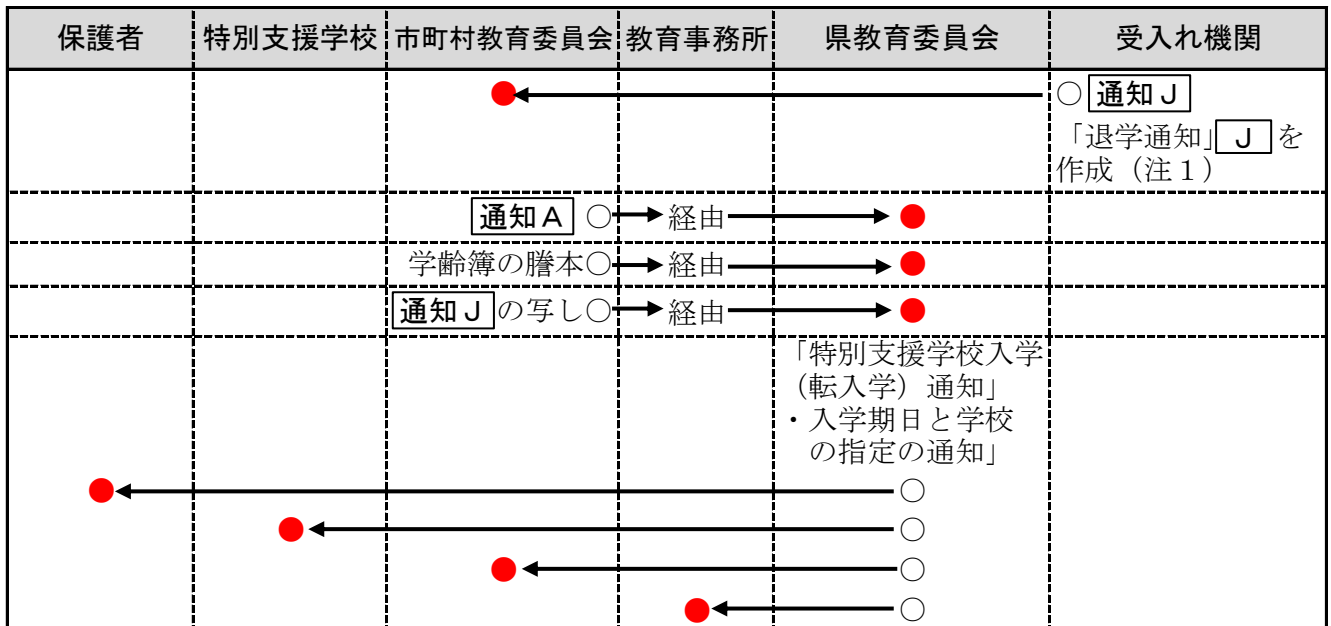 保護者 特別支援学校 市町村教育委員会 教育事務所 県教育委員会 受入れ機関
○通知J
「退学通知」Jを
作成（注1）
通知A ○ 経由
学齢簿の謄本○ 経由
通知Jの写し○ 経由
「特別支援学校入学
（転入学）通知」
・入学期日と学校
の指定の通知」
○
○
○
○